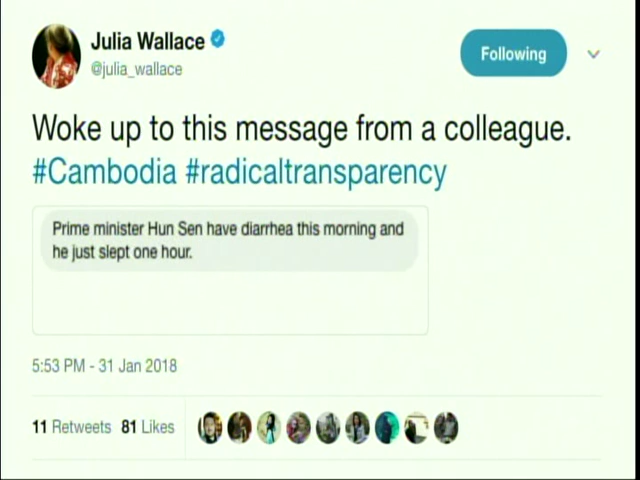 Julia Wallace
@julia_wallace
Following
Woke up to this message from a colleague.
#Cambodia #radicaltransparency
Prime minister Hun Sen have diarrhea this morning and
he just slept one hour.
5:53 PM - 31 Jan 2018
11 Retweets 81 Likes